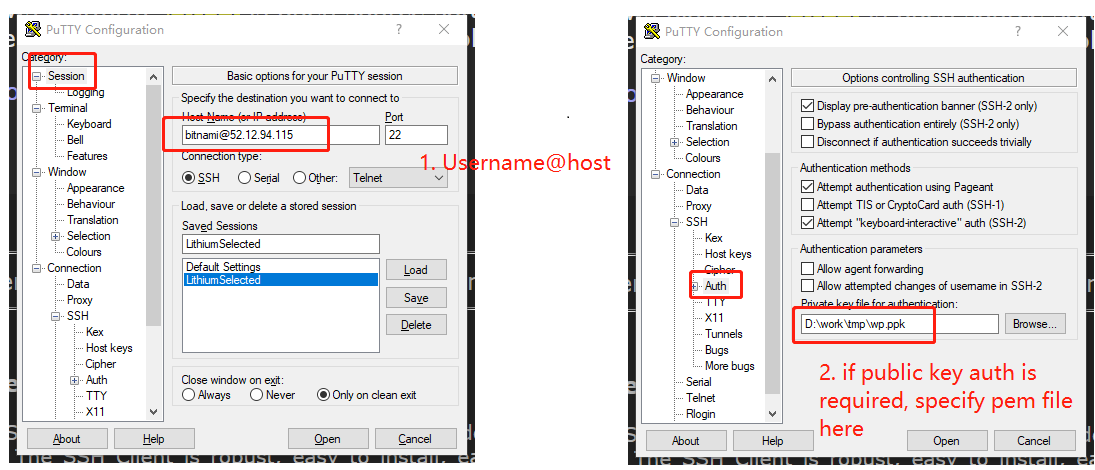 PuTTY Configuration
Category:
Session
Logging
Terminal
Keyboard
Bell
Features
Window
Appearance
Behaviour
Translation
Selection
Colours
Connection
Data
Proxy
SSH
Kex
Host keys
Cipher
Auth
TTY
X11
Basic options for your PuTTY session
Specify the destination you want to connect to
Host Name (or IP address)
Port
bitnami@52.12.94.115
22
Connection type:
SSH
Serial
Other:
Telnet
Load, save or delete a stored session
Saved Sessions
LithiumSelected
Default Settings
LithiumSelected
Load
Save
Delete
Close window on exit:
Always
Never
Only on clean exit
About
Help
Open
Cancel
1. Username@host
PuTTY Configuration
Category:
Window
Appearance
Behaviour
Translation
Selection
Colours
Connection
Data
Proxy
SSH
Kex
Host keys
Cipher
Auth
TTY
X11
Tunnels
Bugs
More bugs
Serial
Telnet
Rlogin
Options controlling SSH authentication
Display pre-authentication banner (SSH-2 only)
Bypass authentication entirely (SSH-2 only)
Disconnect if authentication succeeds trivially
Authentication methods
Attempt authentication using Pageant
Attempt TIS or CryptoCard auth (SSH-1)
Attempt "keyboard-interactive" auth (SSH-2)
Authentication parameters
Allow agent forwarding
Allow attempted changes of username in SSH-2
Private key file for authentication:
D:\work\tmp\wp.ppk
Browse...
2. if public key auth is
required, specify pem file
here
About
Help
Open
Cancel